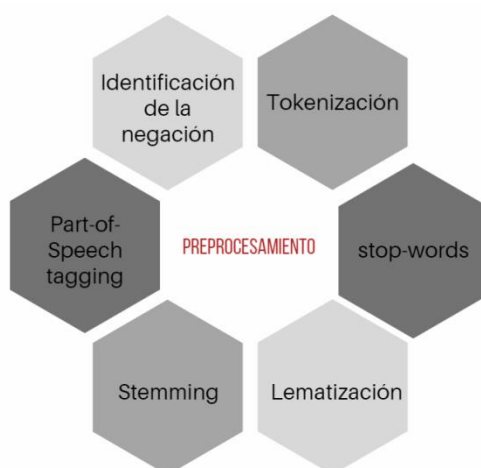 Identificación
de la
negación
Tokenización
Part-of-
Speech
tagging
PREPROCESAMIENTO
stop-words
Stemming
Lematización